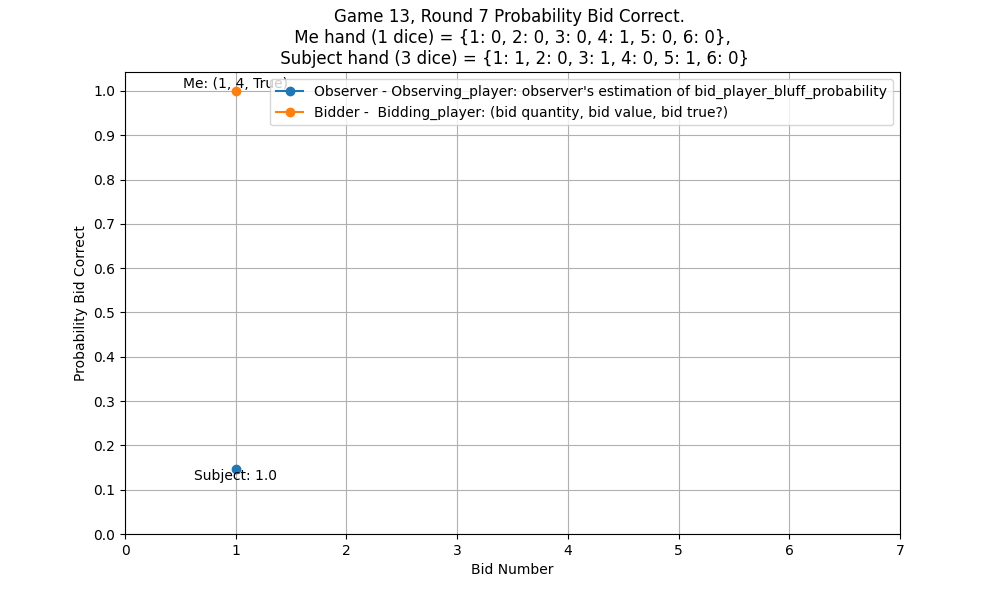 Game 13, Round 7 Probability Bid Correct.
Me hand (1 dice) = {1: 0, 2: 0, 3: 0, 4: 1, 5: 0, 6: 0},
Subject hand (3 dice) = {1: 1, 2: 0, 3: 1, 4: 0, 5: 1, 6: 0}
Me: (1, 4, True)
Observer - Observing_player: observer's estimation of bid_player_bluff_probability
Bidder -  Bidding_player: (bid quantity, bid value, bid true?)
1.0
0.9
0.8
0.7
0.6
0.5
0.4
0.3
0.2
0.1
0.0
Probability Bid Correct
Subject: 1.0
0 1 2 3 4 5 6 7
Bid Number